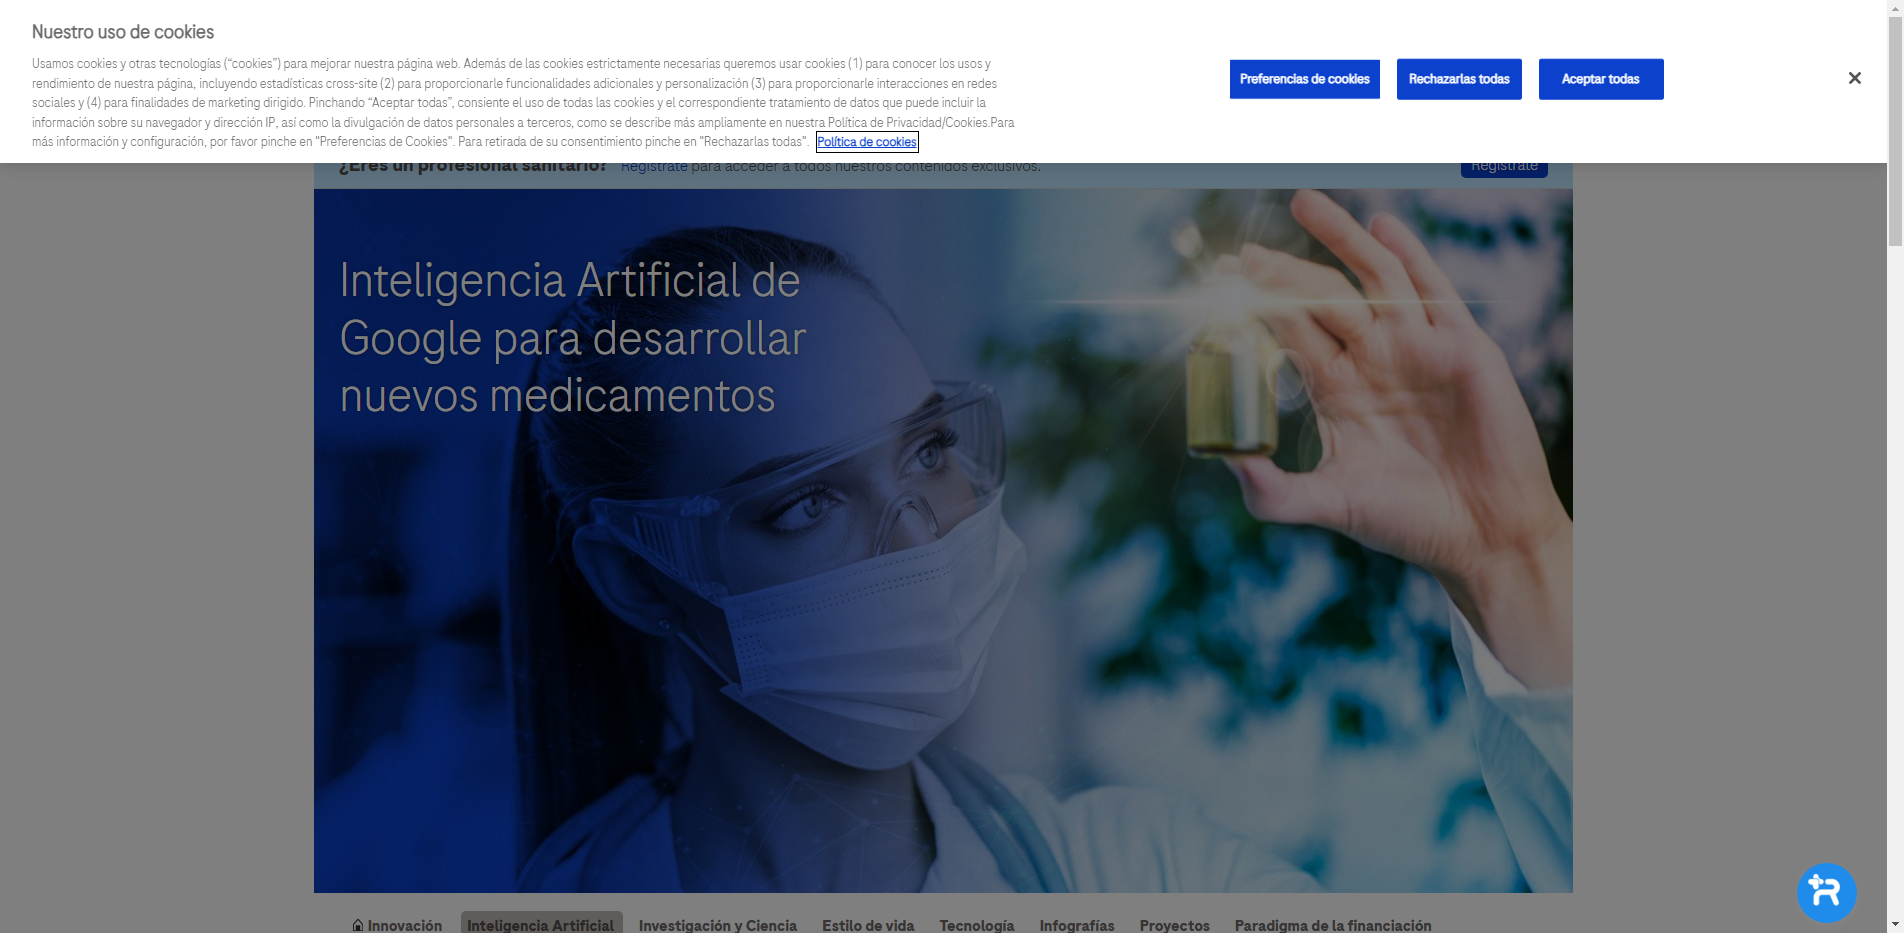 Nuestro uso de cookies
Usamos cookies y otras tecnologías (“cookies”) para mejorar nuestra página web. Además de las cookies estrictamente necesarias queremos usar cookies (1) para conocer los usos y
rendimiento de nuestra página, incluyendo estadísticas cross-site (2) para proporcionarle funcionalidades adicionales y personalización (3) para proporcionarle interacciones en redes
sociales y (4) para finalidades de marketing dirigido. Pinchando “Aceptar todas”, consiente el uso de todas las cookies y el correspondiente tratamiento de datos que puede incluir la
información sobre su navegador y dirección IP, así como la divulgación de datos personales a terceros, como se describe más ampliamente en nuestra Política de Privacidad/Cookies.Para
más información y configuración, por favor pinche en "Preferencias de Cookies". Para retirada de su consentimiento pinche en "Rechazarlas todas". Política de cookies
Preferencias de cookies
Rechazarlas todas
Aceptar todas
¿Eres un profesional sanitario? Regístrate para acceder a todos nuestros contenidos exclusivos.
Regístrate
Inteligencia Artificial de
Google para desarrollar
nuevos medicamentos
Innovación Inteligencia Artificial Investigación y Ciencia Estilo de vida Tecnología Infografías Proyectos Paradigma de la financiación
R